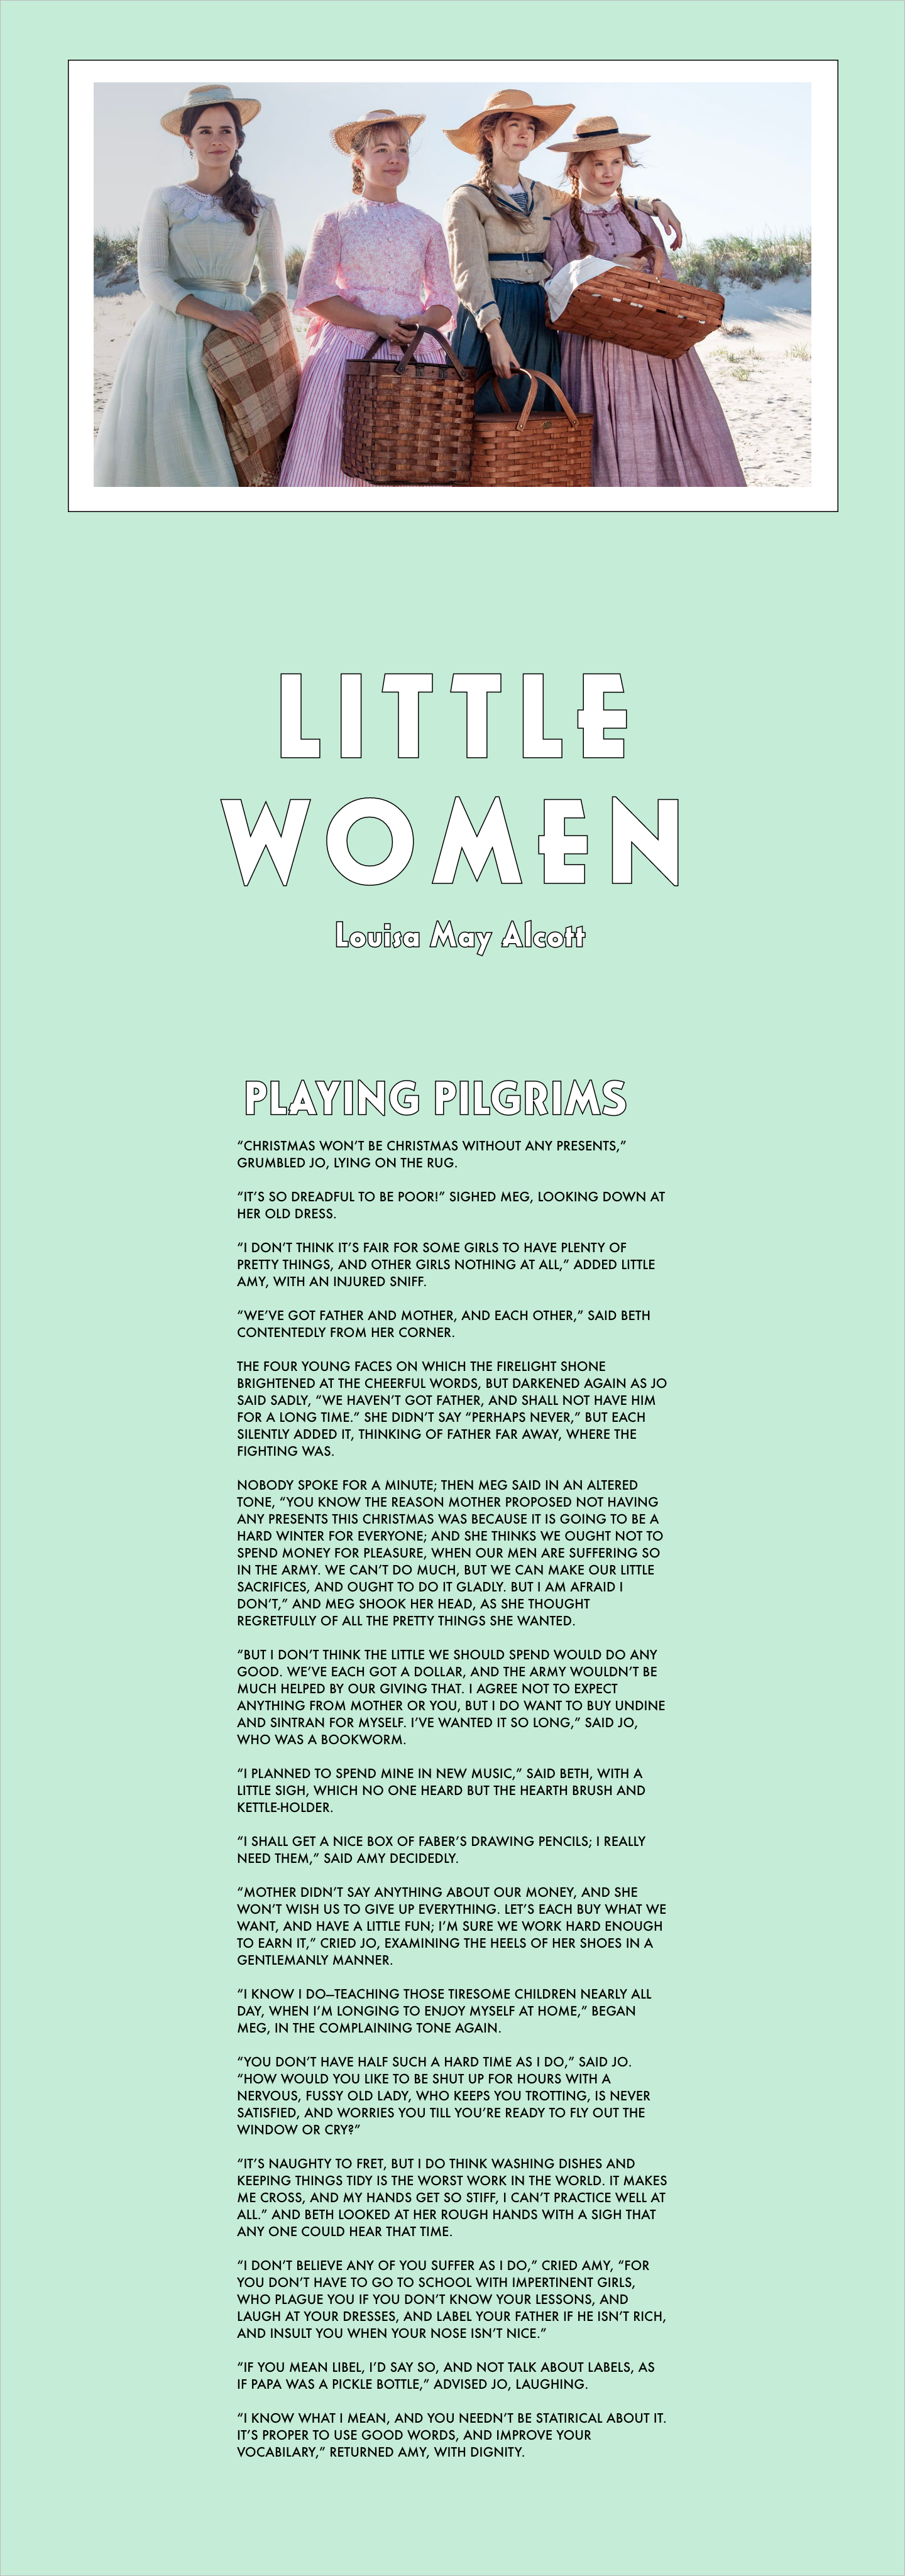 LITTLE
WOMEN
Louisa May Alcott
PLAYING PILGRIMS
“CHRISTMAS WON’T BE CHRISTMAS WITHOUT ANY PRESENTS,”
GRUMBLED JO, LYING ON THE RUG.
“IT’S SO DREADFUL TO BE POOR!” SIGHED MEG, LOOKING DOWN AT
HER OLD DRESS.
“I DON’T THINK IT’S FAIR FOR SOME GIRLS TO HAVE PLENTY OF
PRETTY THINGS, AND OTHER GIRLS NOTHING AT ALL,” ADDED LITTLE
AMY, WITH AN INJURED SNIFF.
“WE’VE GOT FATHER AND MOTHER, AND EACH OTHER,” SAID BETH
CONTENTEDLY FROM HER CORNER.
THE FOUR YOUNG FACES ON WHICH THE FIRELIGHT SHONE
BRIGHTENED AT THE CHEERFUL WORDS, BUT DARKENED AGAIN AS JO
SAID SADLY, “WE HAVEN’T GOT FATHER, AND SHALL NOT HAVE HIM
FOR A LONG TIME.” SHE DIDN’T SAY “PERHAPS NEVER,” BUT EACH
SILENTLY ADDED IT, THINKING OF FATHER FAR AWAY, WHERE THE
FIGHTING WAS.
NOBODY SPOKE FOR A MINUTE; THEN MEG SAID IN AN ALTERED
TONE, “YOU KNOW THE REASON MOTHER PROPOSED NOT HAVING
ANY PRESENTS THIS CHRISTMAS WAS BECAUSE IT IS GOING TO BE A
HARD WINTER FOR EVERYONE; AND SHE THINKS WE OUGHT NOT TO
SPEND MONEY FOR PLEASURE, WHEN OUR MEN ARE SUFFERING SO
IN THE ARMY. WE CAN’T DO MUCH, BUT WE CAN MAKE OUR LITTLE
SACRIFICES, AND OUGHT TO DO IT GLADLY. BUT I AM AFRAID I
DON’T,” AND MEG SHOOK HER HEAD, AS SHE THOUGHT
REGRETFULLY OF ALL THE PRETTY THINGS SHE WANTED.
“BUT I DON’T THINK THE LITTLE WE SHOULD SPEND WOULD DO ANY
GOOD. WE’VE EACH GOT A DOLLAR, AND THE ARMY WOULDN’T BE
MUCH HELPED BY OUR GIVING THAT. I AGREE NOT TO EXPECT
ANYTHING FROM MOTHER OR YOU, BUT I DO WANT TO BUY UNDINE
AND SINTRAN FOR MYSELF. I’VE WANTED IT SO LONG,” SAID JO,
WHO WAS A BOOKWORM.
“I PLANNED TO SPEND MINE IN NEW MUSIC,” SAID BETH, WITH A
LITTLE SIGH, WHICH NO ONE HEARD BUT THE HEARTH BRUSH AND
KETTLE-HOLDER.
“I SHALL GET A NICE BOX OF FABER’S DRAWING PENCILS; I REALLY
NEED THEM,” SAID AMY DECIDEDLY.
“MOTHER DIDN’T SAY ANYTHING ABOUT OUR MONEY, AND SHE
WON’T WISH US TO GIVE UP EVERYTHING. LET’S EACH BUY WHAT WE
WANT, AND HAVE A LITTLE FUN; I’M SURE WE WORK HARD ENOUGH
TO EARN IT,” CRIED JO, EXAMINING THE HEELS OF HER SHOES IN A
GENTLEMANLY MANNER.
“I KNOW I DO—TEACHING THOSE TIRESOME CHILDREN NEARLY ALL
DAY, WHEN I’M LONGING TO ENJOY MYSELF AT HOME,” BEGAN
MEG, IN THE COMPLAINING TONE AGAIN.
“YOU DON’T HAVE HALF SUCH A HARD TIME AS I DO,” SAID JO.
“HOW WOULD YOU LIKE TO BE SHUT UP FOR HOURS WITH A
NERVOUS, FUSSY OLD LADY, WHO KEEPS YOU TROTTING, IS NEVER
SATISFIED, AND WORRIES YOU TILL YOU’RE READY TO FLY OUT THE
WINDOW OR CRY?”
“IT’S NAUGHTY TO FRET, BUT I DO THINK WASHING DISHES AND
KEEPING THINGS TIDY IS THE WORST WORK IN THE WORLD. IT MAKES
ME CROSS, AND MY HANDS GET SO STIFF, I CAN’T PRACTICE WELL AT
ALL.” AND BETH LOOKED AT HER ROUGH HANDS WITH A SIGH THAT
ANY ONE COULD HEAR THAT TIME.
“I DON’T BELIEVE ANY OF YOU SUFFER AS I DO,” CRIED AMY, “FOR
YOU DON’T HAVE TO GO TO SCHOOL WITH IMPERTINENT GIRLS,
WHO PLAGUE YOU IF YOU DON’T KNOW YOUR LESSONS, AND
LAUGH AT YOUR DRESSES, AND LABEL YOUR FATHER IF HE ISN’T RICH,
AND INSULT YOU WHEN YOUR NOSE ISN’T NICE.”
“IF YOU MEAN LIBEL, I’D SAY SO, AND NOT TALK ABOUT LABELS, AS
IF PAPA WAS A PICKLE BOTTLE,” ADVISED JO, LAUGHING.
“I KNOW WHAT I MEAN, AND YOU NEEDN’T BE STATIRICAL ABOUT IT.
IT’S PROPER TO USE GOOD WORDS, AND IMPROVE YOUR
VOCABILARY,” RETURNED AMY, WITH DIGNITY.